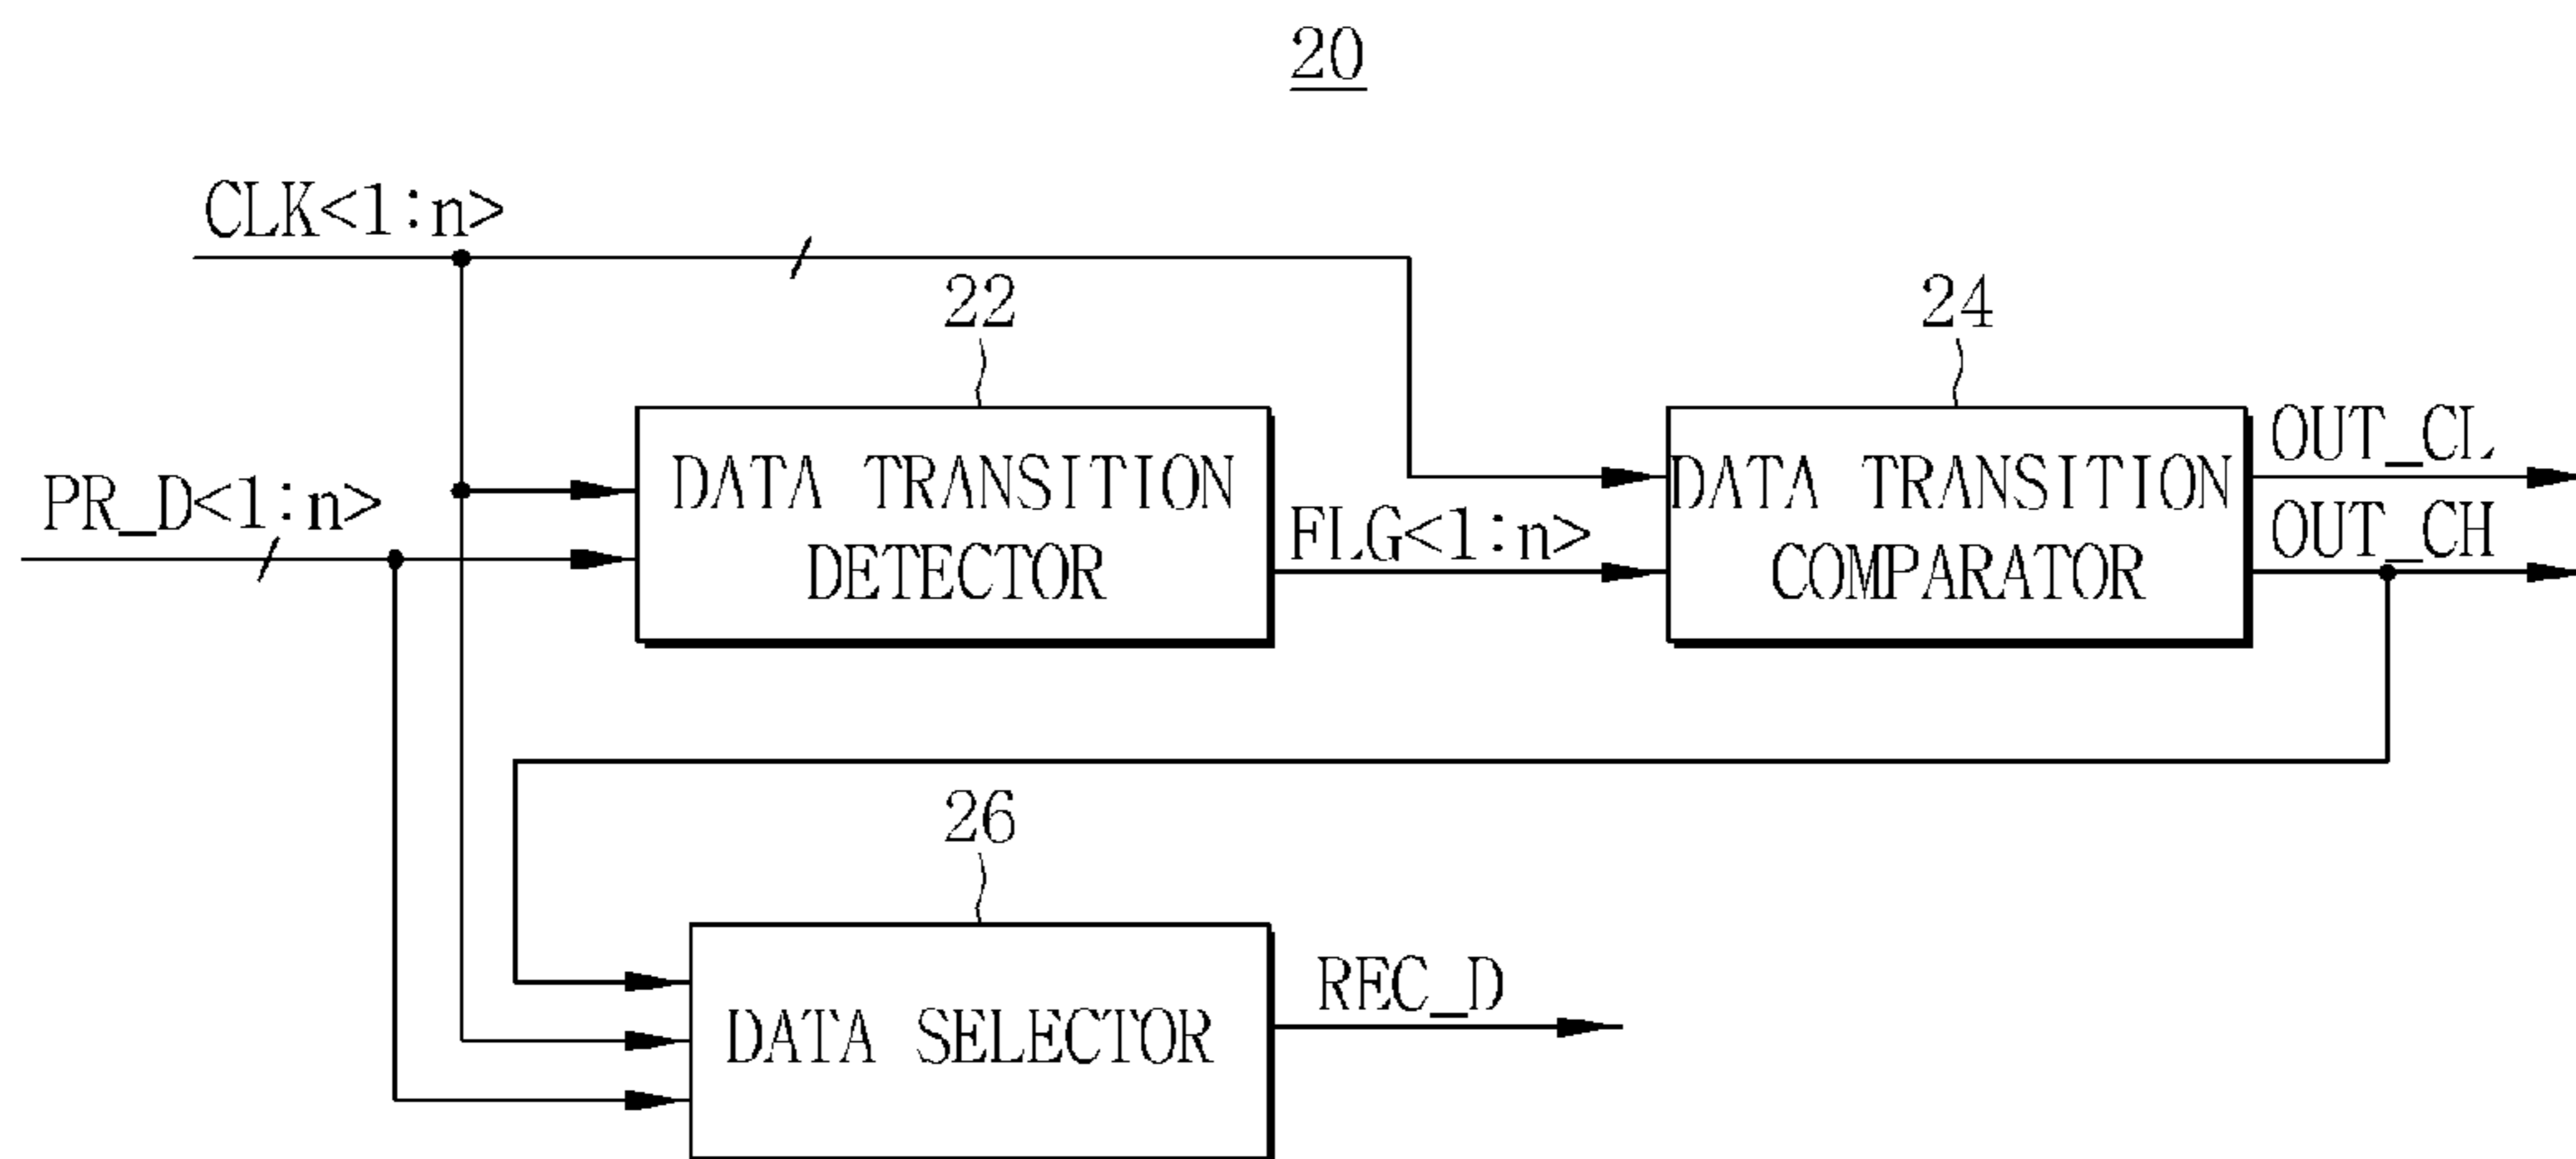 20
CLK<1:n>
22
24
PR_D<1:n>
DATA TRANSITION
DETECTOR
FLG<1:n>
DATA TRANSITION
COMPARATOR
OUT_CL
OUT_CH
26
DATA SELECTOR
REC_D